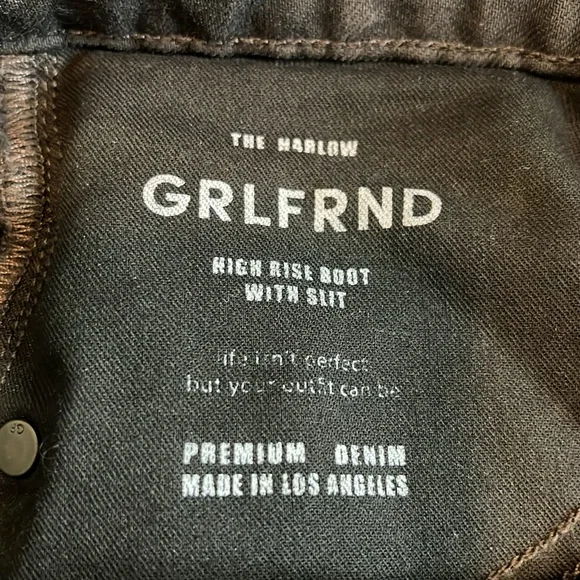 THE HARLOW
GRLFRND
HIGH RISE BOOT
WITH SLIT
life isn't perfect
but your outfit can be
PREMIUM DENIM
MADE IN LOS ANGELES
GF